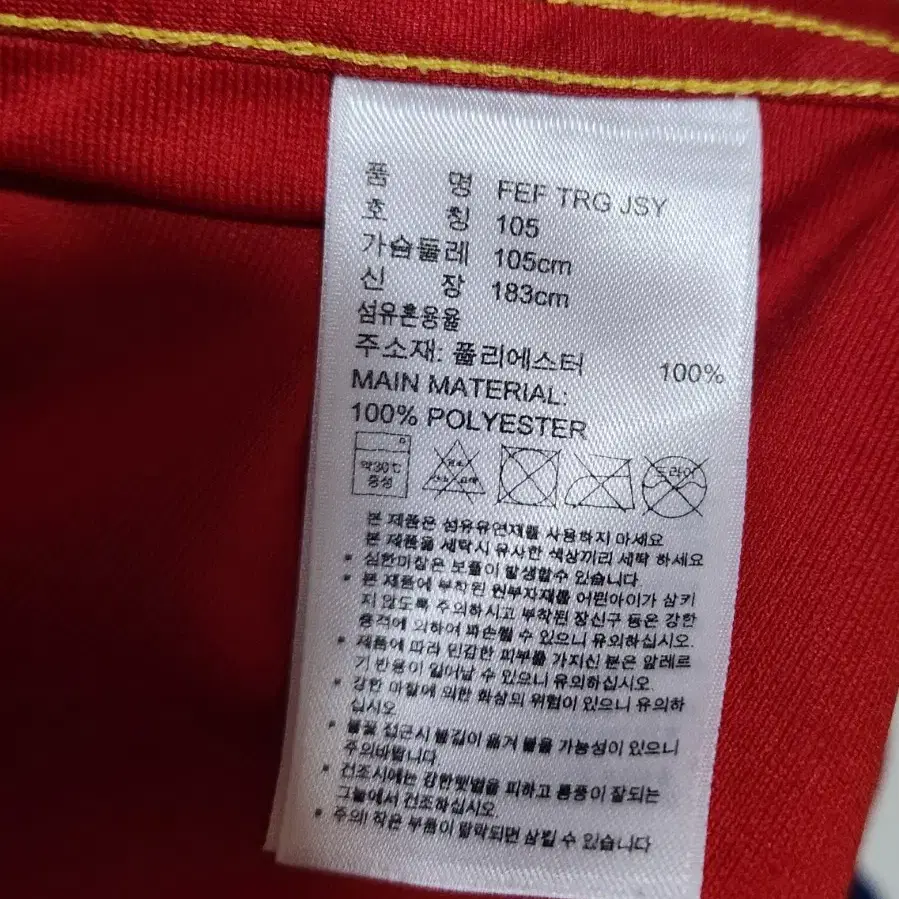 품 명 FEF TRG JSY
호 칭 105
가슴둘레 105cm
신 장 183cm
섬유혼용율
주소재: 폴리에스터 100%
MAIN MATERIAL:
100% POLYESTER
약30℃
중성
드라이
본 제품은 섬유유연재를 사용하지 마세요
본 제품을 세탁시 유사한 색상끼리 세탁 하세요
* 심한마찰은 보풀이 발생할수 있습니다.
* 본 제품에 부착된 원부자재를 어린아이가 삼키
지 않도록 주의하시고 부착된 장신구 등은 강한
충격에 의하여 파손될 수 있으니 유의하십시오.
* 제품에 따라 민감한 피부를 가지신 분은 알레르
기 반응이 일어날 수 있으니 유의하십시오.
* 강한 마찰에 의한 화상의 위험이 있으니 유의하
십시오
* 불꽃 접근시 불길이 옮겨 붙을 가능성이 있으니
주의바랍니다
* 건조시에는 강한햇볕을 피하고 통풍이 잘되는
그늘에서 건조하십시오.
* 주의! 작은 부품이 탈락되면 삼킬 수 있습니다